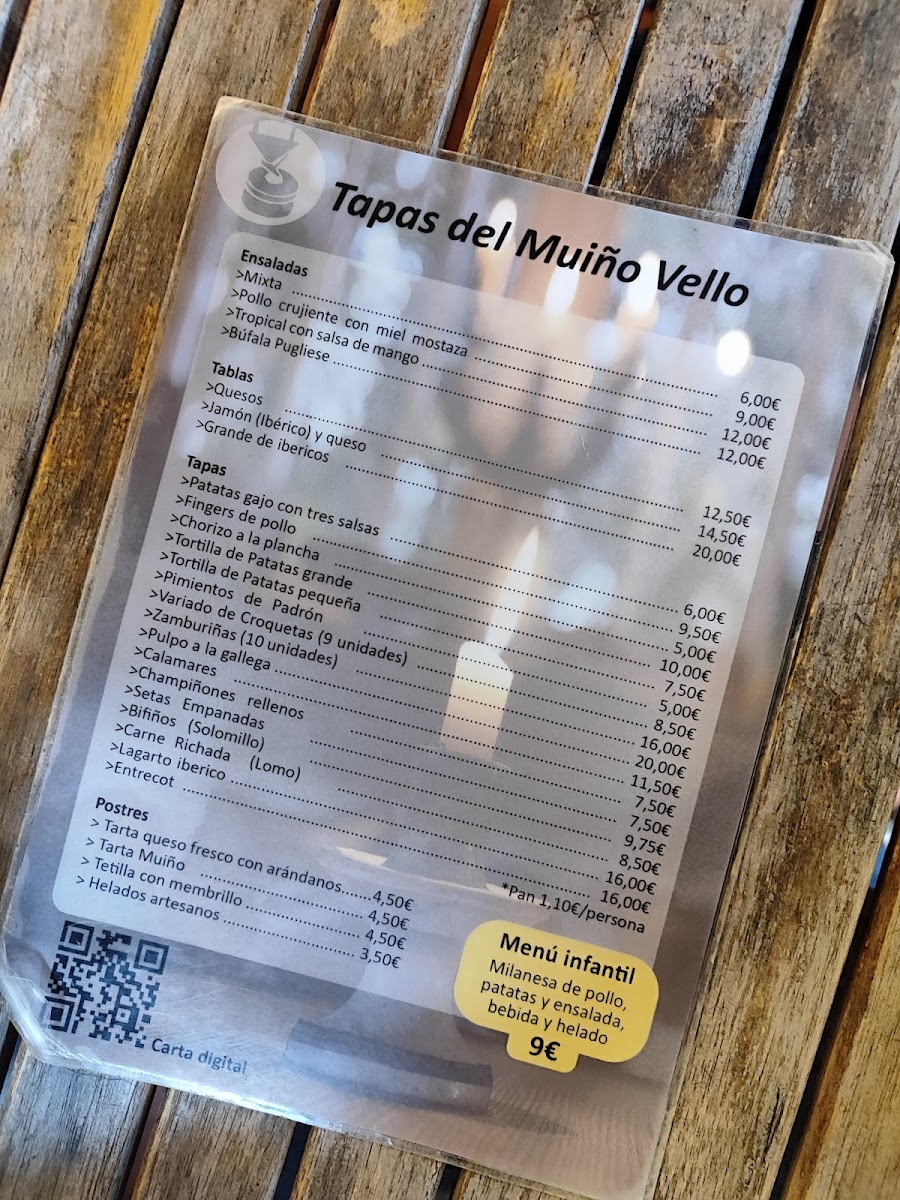 Tapas del Muiño Vello
Ensaladas
>Mixta 6,00€
>Pollo crujiente con miel mostaza 9,00€
>Tropical con salsa de mango 12,00€
>Búfala Pugliese 12,00€
Tablas
>Quesos 12,50€
>Jamón (Ibérico) y queso 14,50€
>Grande de ibericos 20,00€
Tapas
>Patatas gajo con tres salsas 6,00€
>Fingers de pollo 9,50€
>Chorizo a la plancha 5,00€
>Tortilla de Patatas grande 10,00€
>Tortilla de Patatas pequeña 7,50€
>Pimientos de Padrón 5,00€
>Variado de Croquetas (9 unidades) 8,50€
>Zamburiñas (10 unidades) 16,00€
>Pulpo a la gallega 20,00€
>Calamares 11,50€
>Champiñones rellenos 7,50€
>Setas Empanadas 7,50€
>Bifiños (Solomillo) 9,75€
>Carne Richada (Lomo) 8,50€
>Lagarto iberico 16,00€
>Entrecot 16,00€
*Pan 1,10€/persona
Postres
> Tarta queso fresco con arándanos 4,50€
> Tarta Muiño 4,50€
> Tetilla con membrillo 4,50€
> Helados artesanos 3,50€
Menú infantil
Milanesa de pollo,
patatas y ensalada,
bebida y helado
9€
Carta digital